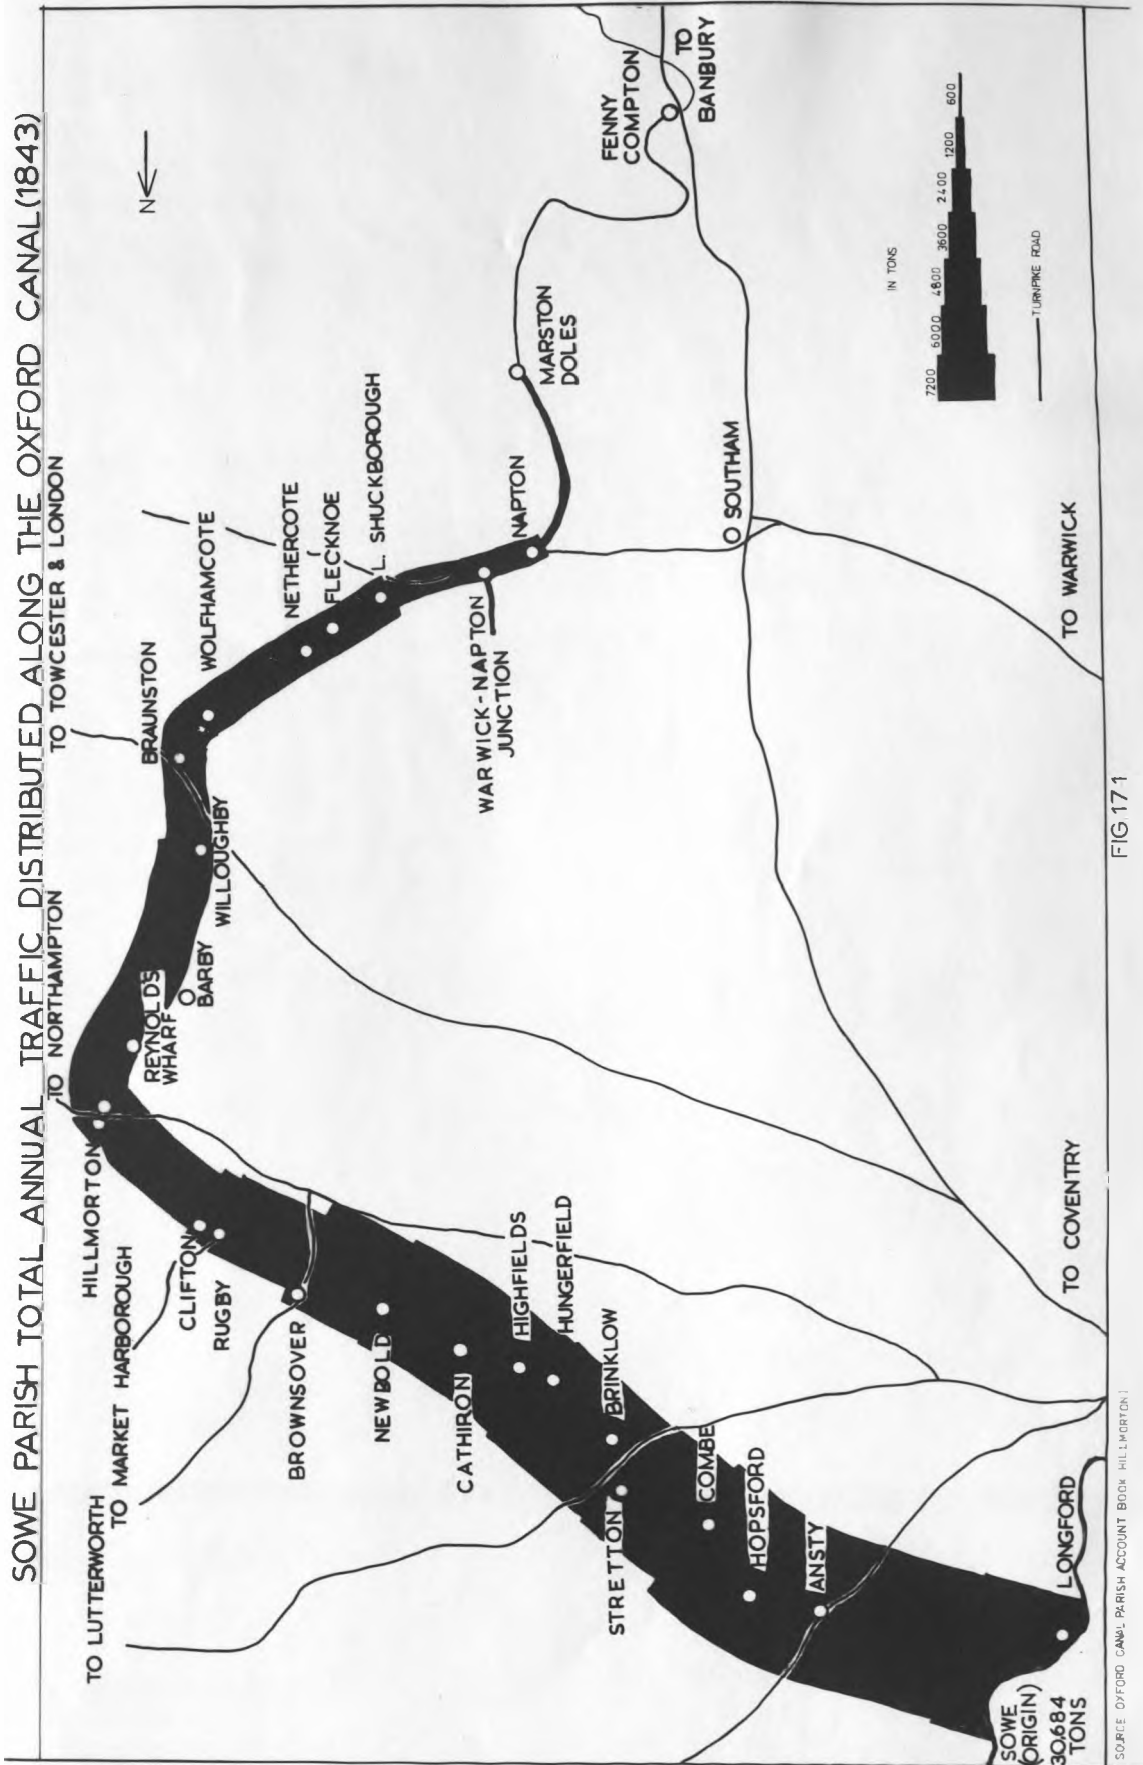 SOWE PARISH TOTAL ANNUAL TRAFFIC DISTRIBUTED ALONG THE OXFORD CANAL (1843)
TO LUTTERWORTH
TO MARKET HARBOROUGH
TO NORTHAMPTON
TO TOWCESTER & LONDON
N
HILLMORTON
CLIFTON
RUGBY
BROWNSOVER
NEWBOLD
CATHIRON
HIGHFIELDS
HUNGERFIELD
BRINKLOW
STRETTON
COMBE
HOPSFORD
ANSTY
LONGFORD
SOWE
(ORIGIN)
30,684
TONS
REYNOLDS
WHARF
BARBY
WILLOUGHBY
BRAUNSTON
WOLFHAMCOTE
NETHERCOTE
FLECKNOE
L. SHUCKBOROUGH
WARWICK-NAPTON
JUNCTION
NAPTON
MARSTON
DOLES
FENNY
COMPTON
TO
BANBURY
SOUTHAM
TO COVENTRY
TO WARWICK
IN TONS
7200 6000 4800 3600 2400 1200 600
TURNPIKE ROAD
SOURCE OXFORD CANAL PARISH ACCOUNT BOOK HILLMORTON)
FIG 171